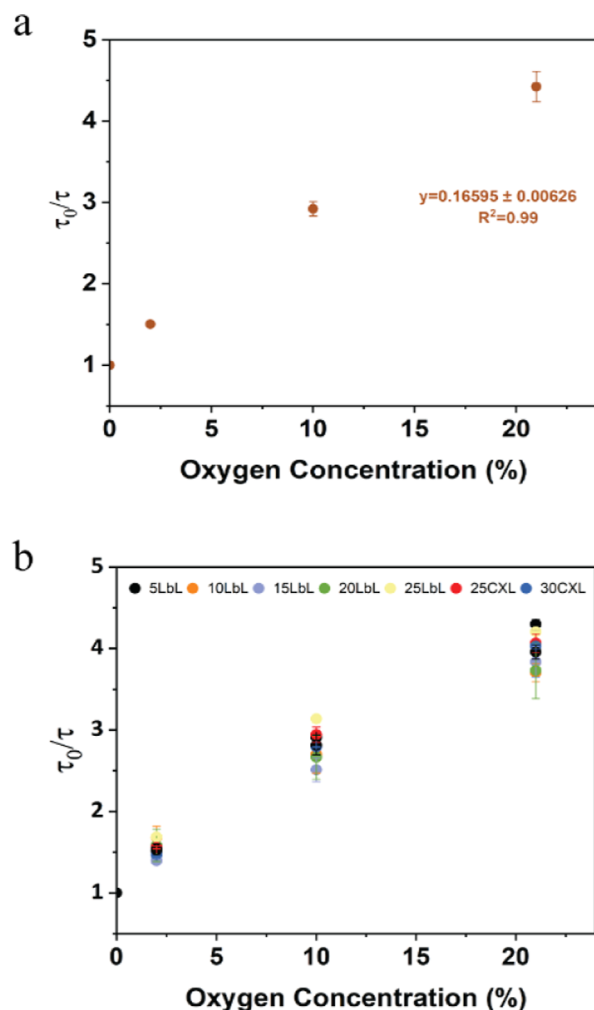 a
5
4
3
2
1
τ0/τ
y=0.16595 ± 0.00626
R²=0.99
0 5 10 15 20
Oxygen Concentration (%)
b
5
4
3
2
1
τ0/τ
5LbL 10LbL 15LbL 20LbL 25LbL 25CXL 30CXL
0 5 10 15 20
Oxygen Concentration (%)